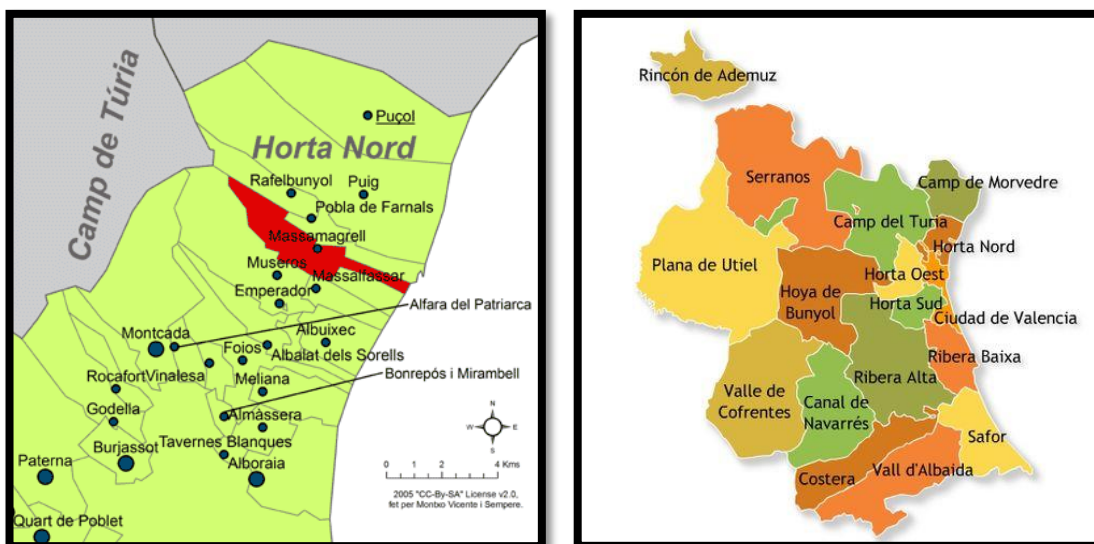 Camp de Túria
Horta Nord
Puçol
Rafelbunyol
Puig
Pobla de Farnals
Massamagrell
Museros
Massalfassar
Emperador
Alfara del Patriarca
Montcada
Albuixec
Foios
Albalat dels Sorells
Rocafort
Vinalesa
Meliana
Bonrepós i Mirambell
Godella
Almàssera
Tavernes Blanques
Burjassot
Alboraia
Paterna
Quart de Poblet
N
W E
S
0 2 4 Kms
2005 "CC-By-SA" License v2.0,
fet per Montxo Vicente i Sempere.
Rincón de Ademuz
Serranos
Camp de Morvedre
Camp del Turia
Horta Nord
Plana de Utiel
Horta Oest
Hoya de
Bunyol
Horta Sud
Ciudad de Valencia
Ribera Baixa
Valle de
Cofrentes
Ribera Alta
Canal de
Navarrés
Safor
Costera
Vall d'Albaida